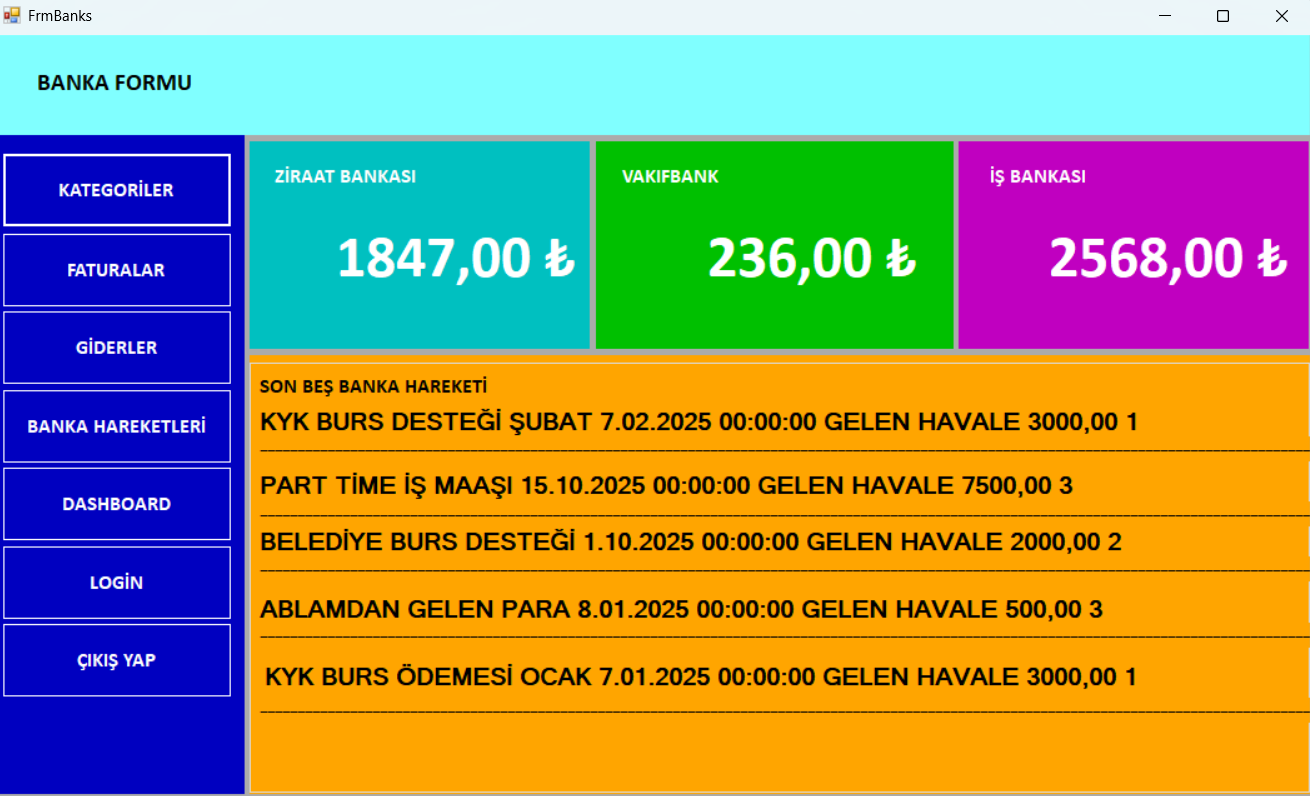 FrmBanks
BANKA FORMU
KATEGORİLER
FATURALAR
GİDERLER
BANKA HAREKETLERİ
DASHBOARD
LOGİN
ÇIKIŞ YAP
ZİRAAT BANKASI
1847,00 ₺
VAKIFBANK
236,00 ₺
İŞ BANKASI
2568,00 ₺
SON BEŞ BANKA HAREKETİ
KYK BURS DESTEĞİ ŞUBAT 7.02.2025 00:00:00 GELEN HAVALE 3000,00 1
PART TİME İŞ MAAŞI 15.10.2025 00:00:00 GELEN HAVALE 7500,00 3
BELEDİYE BURS DESTEĞİ 1.10.2025 00:00:00 GELEN HAVALE 2000,00 2
ABLAMDAN GELEN PARA 8.01.2025 00:00:00 GELEN HAVALE 500,00 3
KYK BURS ÖDEMESİ OCAK 7.01.2025 00:00:00 GELEN HAVALE 3000,00 1